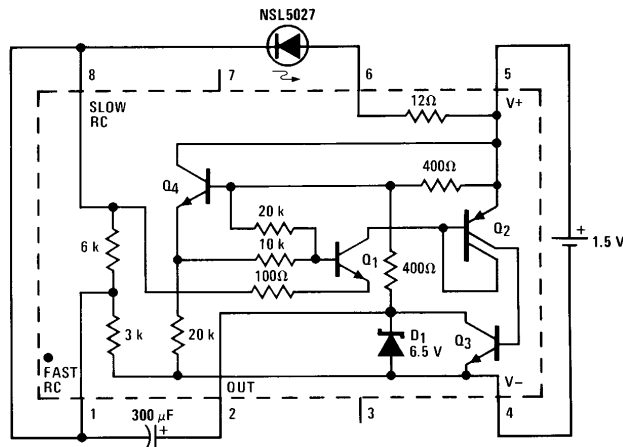 NSL5027
8
7
6
5
SLOW
RC
12Ω
V+
Q4
400Ω
20 k
Q2
6 k
10 k
Q1
400Ω
1.5 V
+
100Ω
3 k
20 k
D1
6.5 V
Q3
FAST
RC
OUT
V−
1
300 μF
+
2
3
4